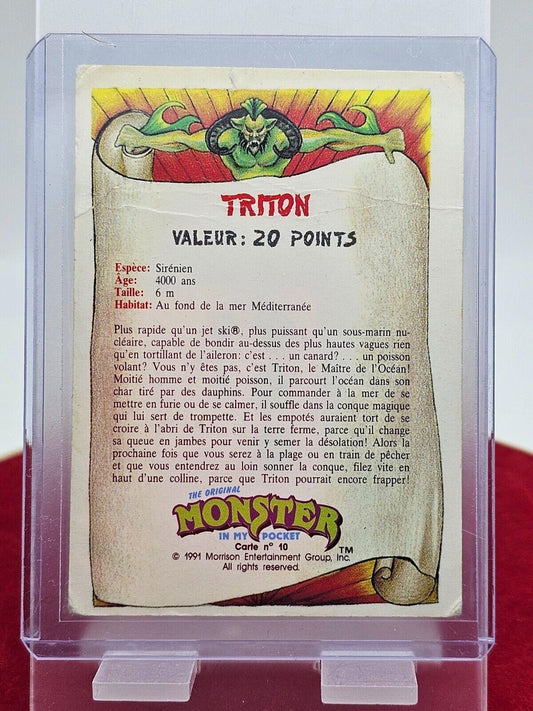 TRITON
VALEUR: 20 POINTS
Espèce: Sirénien
Âge: 4000 ans
Taille: 6 m
Habitat: Au fond de la mer Méditerranée
Plus rapide qu'un jet ski®, plus puissant qu'un sous-marin nu-
cléaire, capable de bondir au-dessus des plus hautes vagues rien
qu'en tortillant de l'aileron: c'est . . . un canard? . . . un poisson
volant? Vous n'y êtes pas, c'est Triton, le Maître de l'Océan!
Moitié homme et moitié poisson, il parcourt l'océan dans son
char tiré par des dauphins. Pour commander à la mer de se
mettre en furie ou de se calmer, il souffle dans la conque magique
qui lui sert de trompette. Et les empotés auraient tort de se
croire à l'abri de Triton sur la terre ferme, parce qu'il change
sa queue en jambes pour venir y semer la désolation! Alors la
prochaine fois que vous serez à la plage ou en train de pêcher
et que vous entendrez au loin sonner la conque, filez vite en
haut d'une colline, parce que Triton pourrait encore frapper!
THE ORIGINAL
MONSTER
IN MY POCKET
TM
Carte n° 10
© 1991 Morrison Entertainment Group, Inc.
All rights reserved.